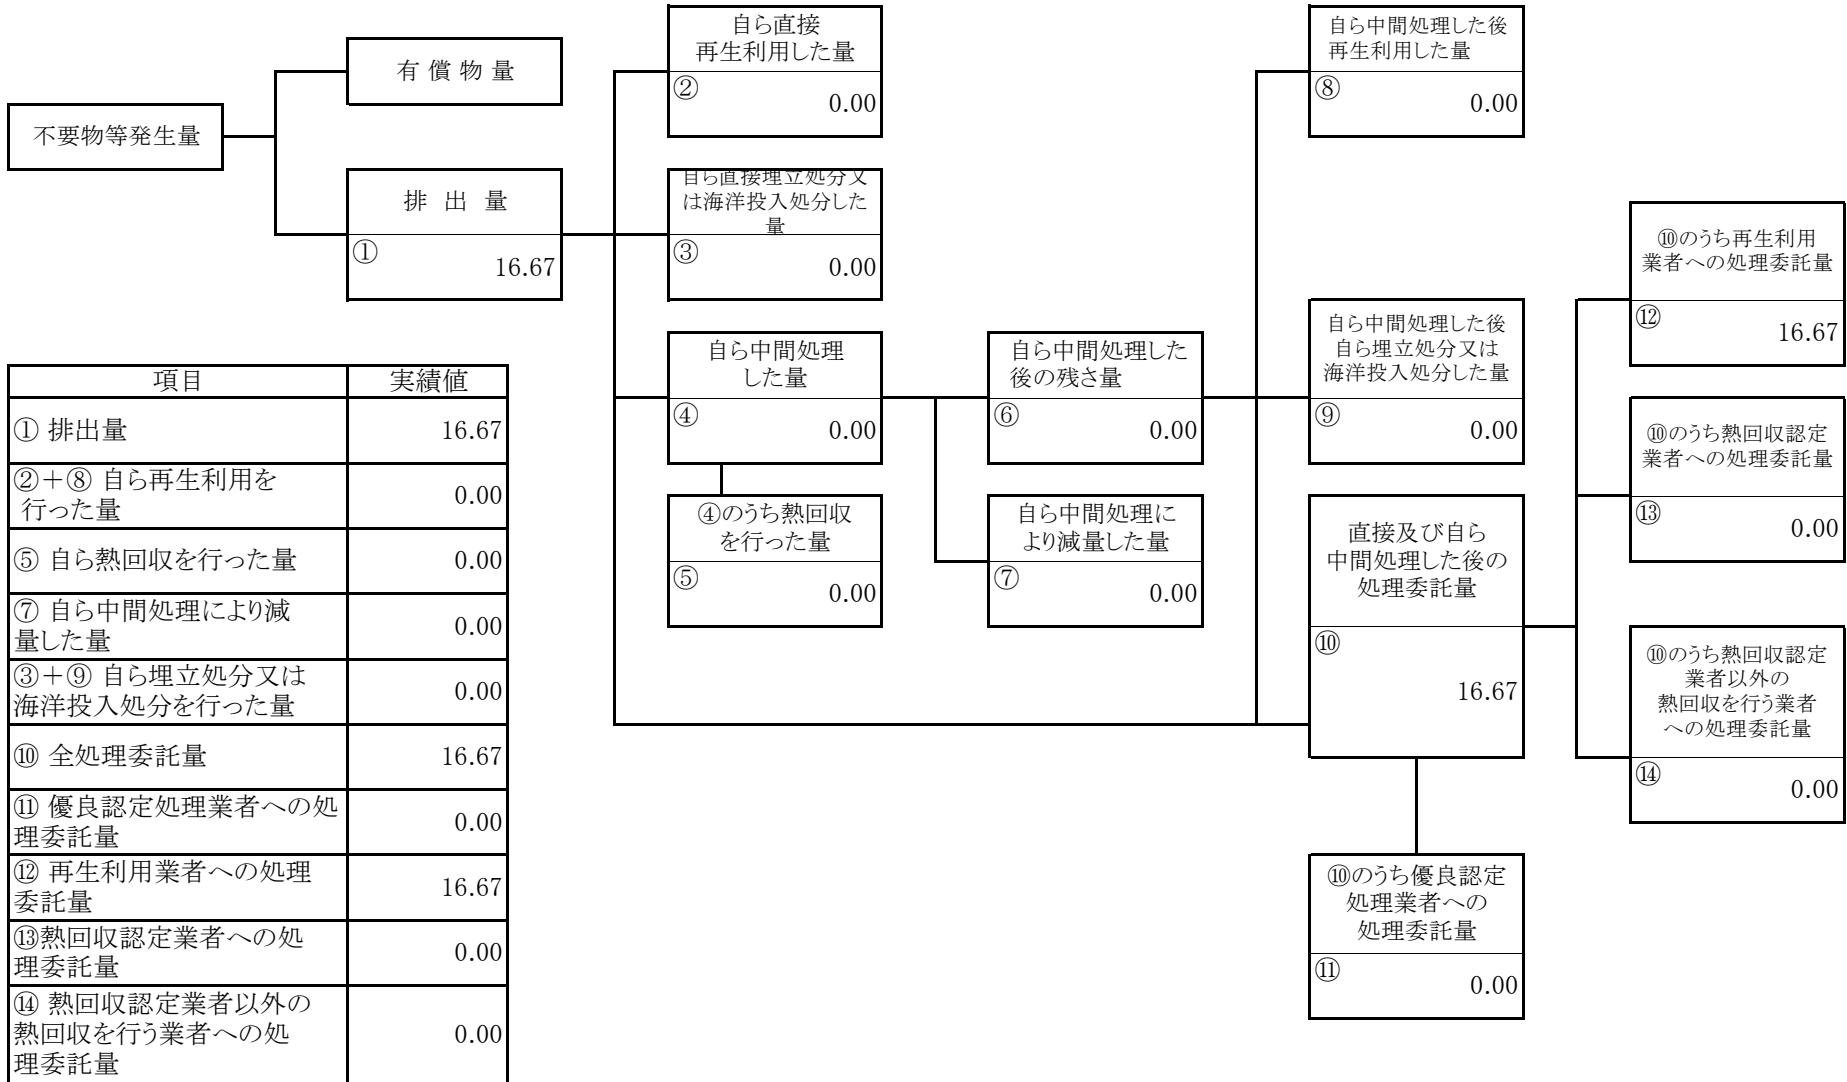 不要物等発生量
有償物量
排出量
①
16.67
自ら直接
再生利用した量
②
0.00
自ら直接埋立処分又
は海洋投入処分した
量
③
0.00
自ら中間処理
した量
④
0.00
④のうち熱回収
を行った量
⑤
0.00
自ら中間処理した
後の残さ量
⑥
0.00
自ら中間処理に
より減量した量
⑦
0.00
自ら中間処理した後
再生利用した量
⑧
0.00
自ら中間処理した後
自ら埋立処分又は
海洋投入処分した量
⑨
0.00
直接及び自ら
中間処理した後の
処理委託量
⑩
16.67
⑩のうち優良認定
処理業者への
処理委託量
⑪
0.00
⑩のうち再生利用
業者への処理委託量
⑫
16.67
⑩のうち熱回収認定
業者への処理委託量
⑬
0.00
⑩のうち熱回収認定
業者以外の
熱回収を行う業者
への処理委託量
⑭
0.00
項目 実績値
① 排出量 16.67
②＋⑧ 自ら再生利用を
行った量 0.00
⑤ 自ら熱回収を行った量 0.00
⑦ 自ら中間処理により減
量した量 0.00
③＋⑨ 自ら埋立処分又は
海洋投入処分を行った量 0.00
⑩ 全処理委託量 16.67
⑪ 優良認定処理業者への処
理委託量 0.00
⑫ 再生利用業者への処理
委託量 16.67
⑬熱回収認定業者への処
理委託量 0.00
⑭ 熱回収認定業者以外の
熱回収を行う業者への処
理委託量 0.00